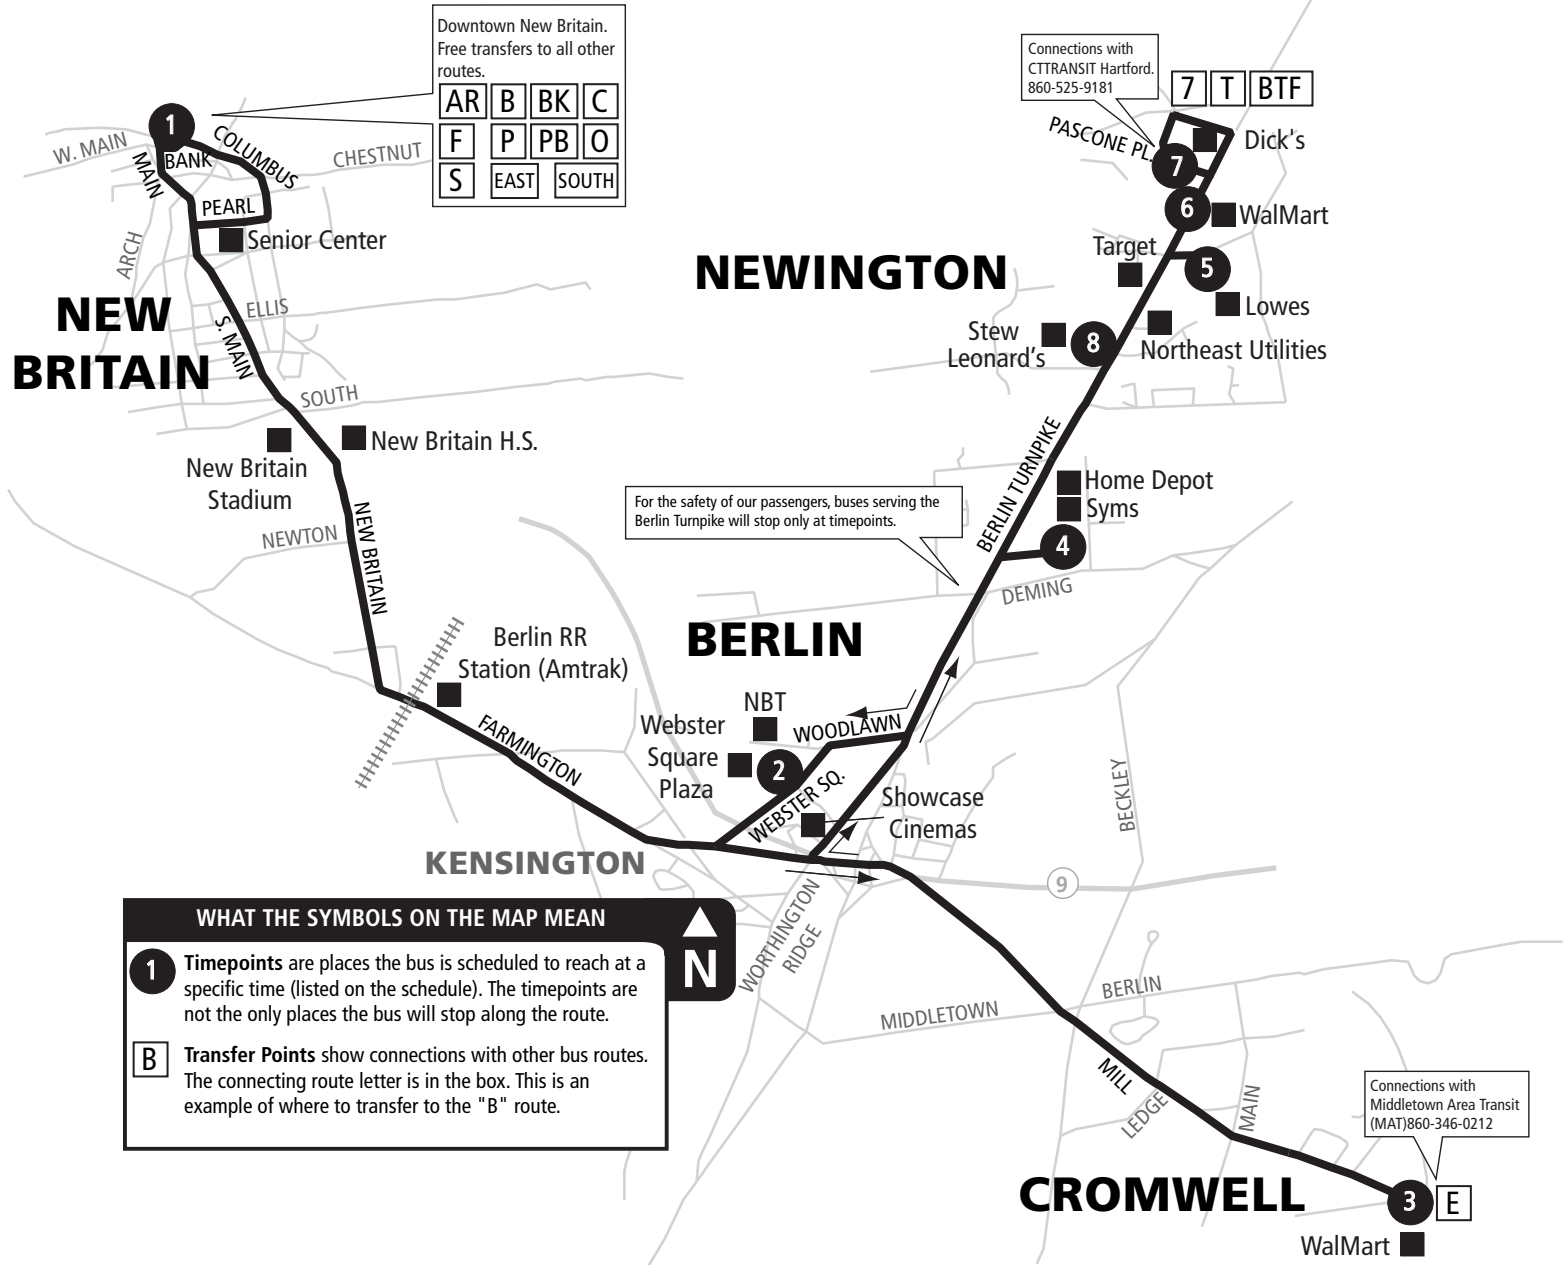 Downtown New Britain.
Free transfers to all other
routes.
AR B BK C
F P PB O
S EAST SOUTH
Connections with
CTTRANSIT Hartford.
860-525-9181
7 T BTF
PASCONE PL.
Dick's
7
6
WalMart
Target
5
Lowes
NEWINGTON
Stew
Leonard's
8
Northeast Utilities
1
W. MAIN
MAIN
BANK
COLUMBUS
CHESTNUT
PEARL
Senior Center
ARCH
NEW
BRITAIN
ELLIS
S. MAIN
SOUTH
New Britain H.S.
New Britain
Stadium
NEWTON
NEW BRITAIN
BERLIN TURNPIKE
Home Depot
Syms
4
DEMING
For the safety of our passengers, buses serving the
Berlin Turnpike will stop only at timepoints.
BERLIN
Berlin RR
Station (Amtrak)
FARMINGTON
NBT
Webster
Square
Plaza
2
WOODLAWN
WEBSTER SQ.
Showcase
Cinemas
BECKLEY
KENSINGTON
9
WORTHINGTON
RIDGE
MIDDLETOWN
BERLIN
MILL
LEDGE
MAIN
Connections with
Middletown Area Transit
(MAT)860-346-0212
CROMWELL
3
E
WalMart
WHAT THE SYMBOLS ON THE MAP MEAN
N
1
Timepoints are places the bus is scheduled to reach at a
specific time (listed on the schedule). The timepoints are
not the only places the bus will stop along the route.
B
Transfer Points show connections with other bus routes.
The connecting route letter is in the box. This is an
example of where to transfer to the "B" route.